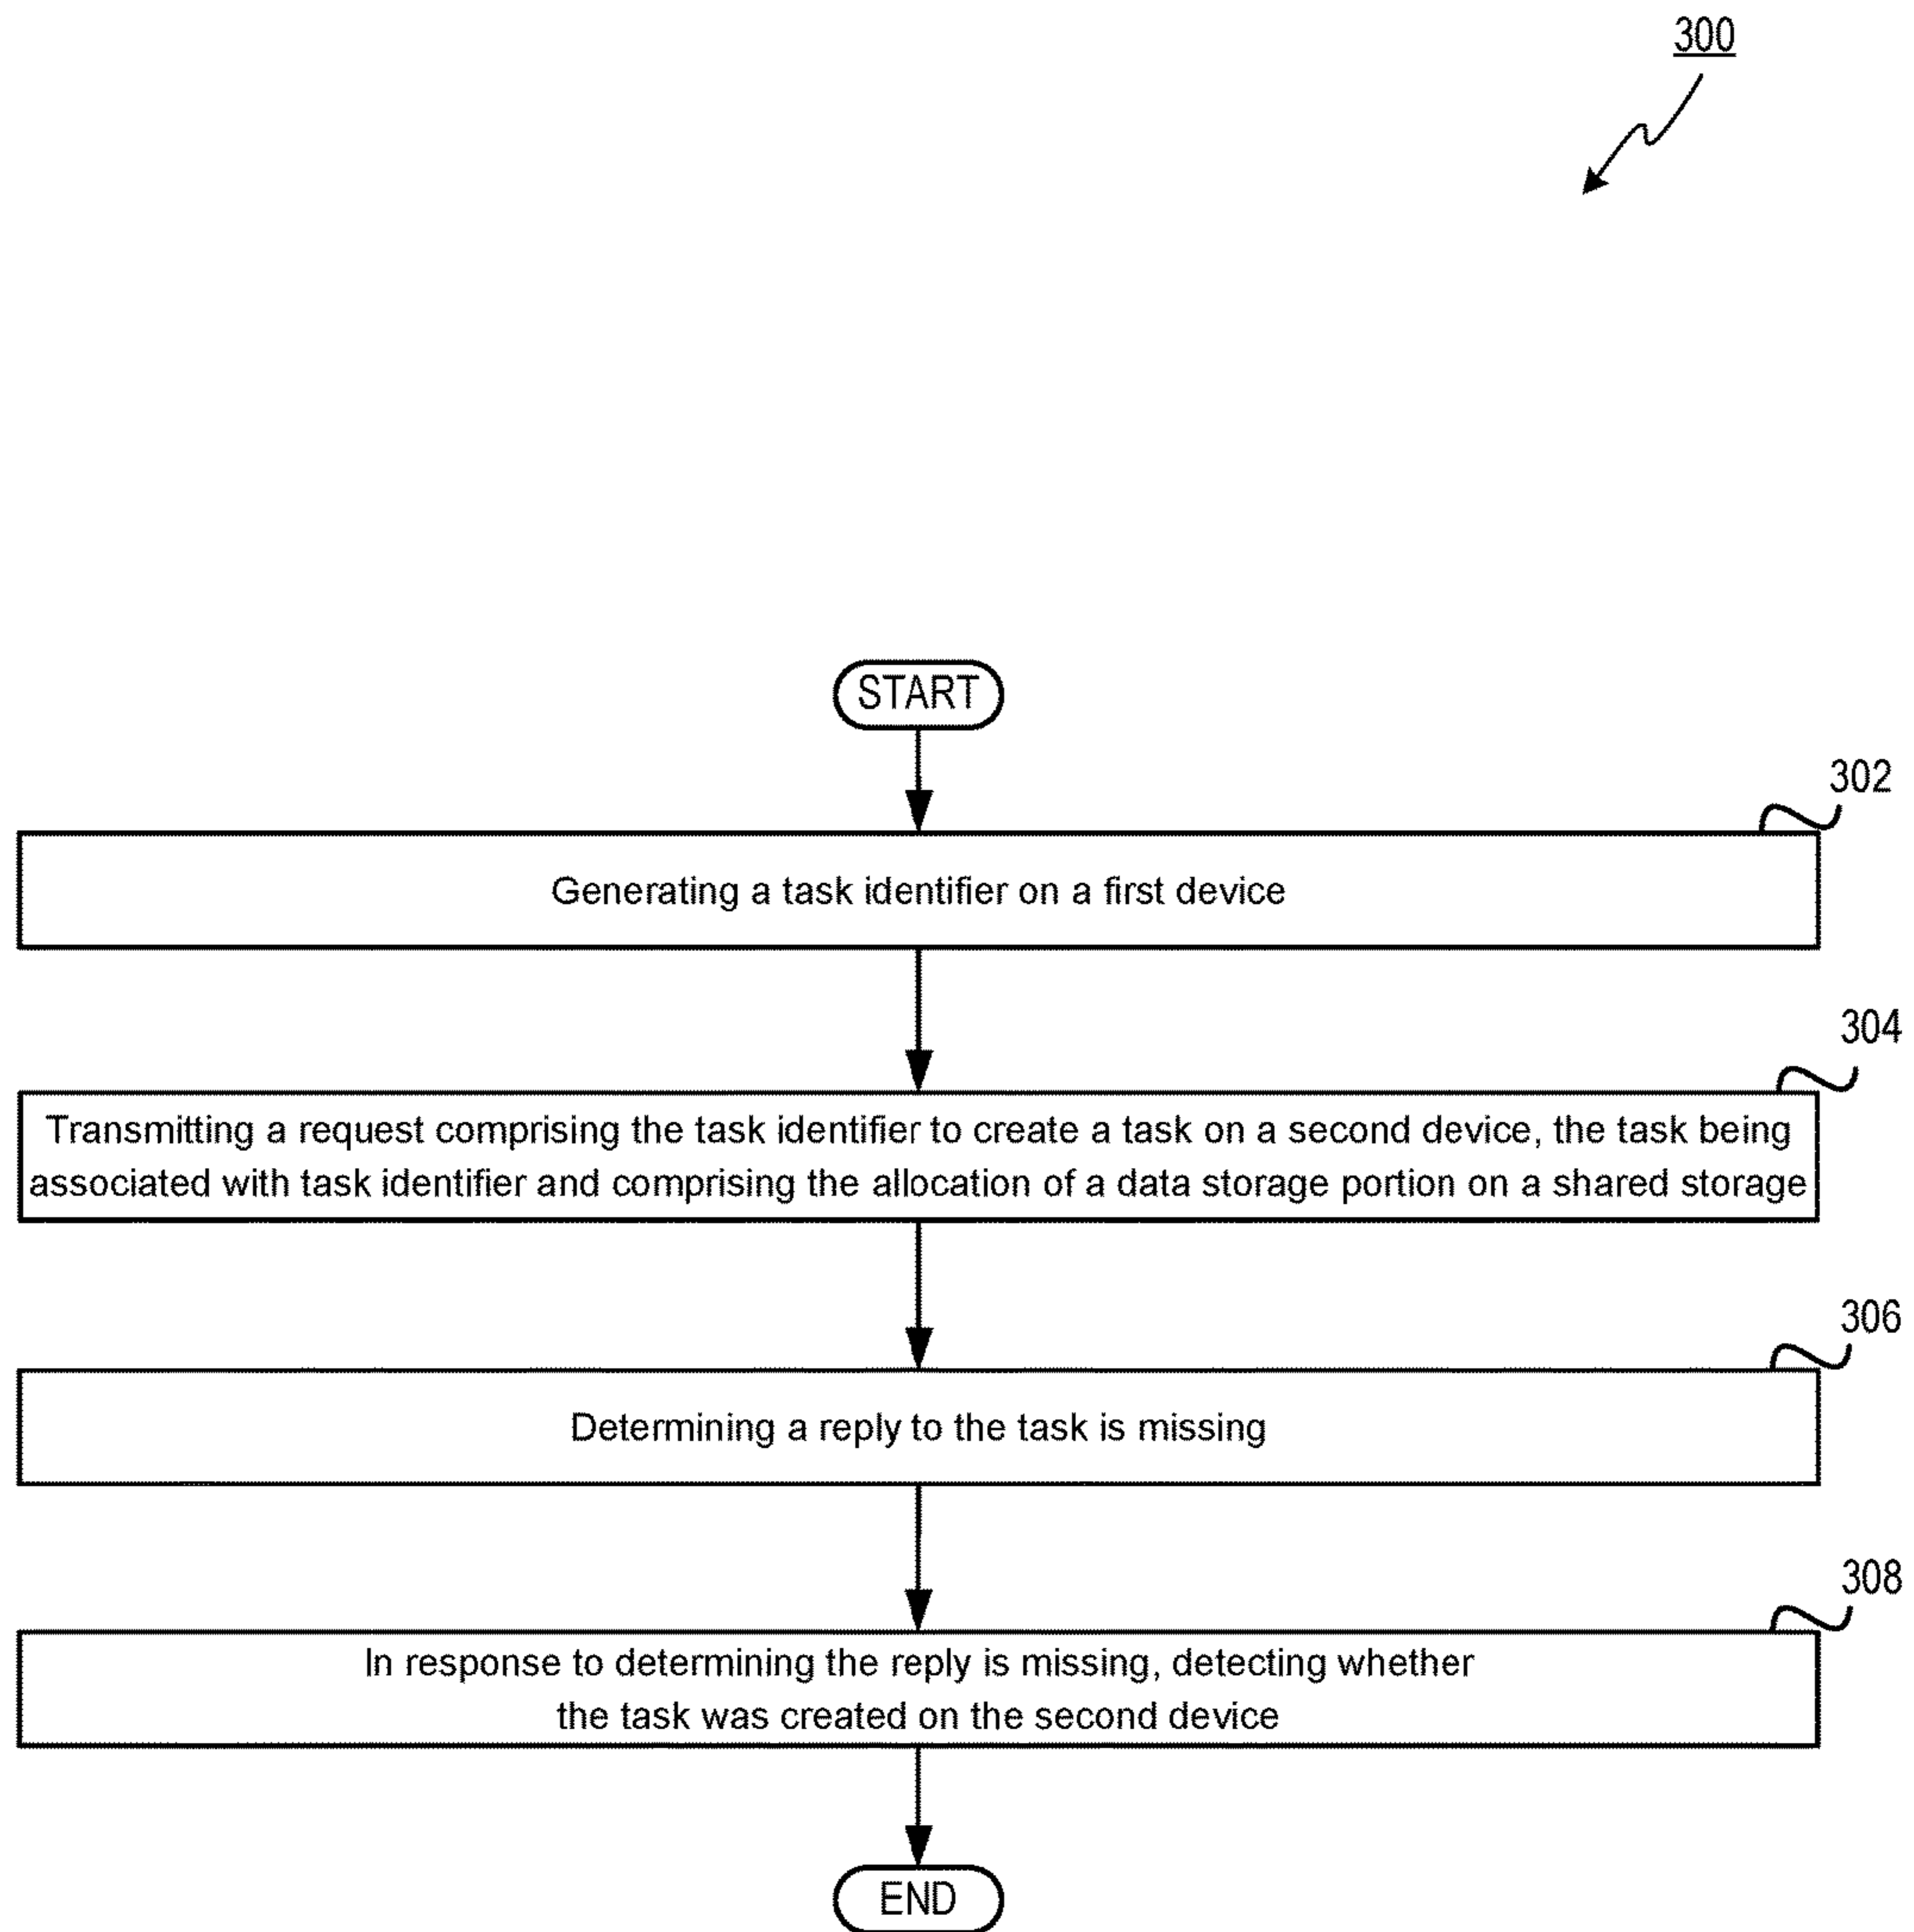 300
START
302
Generating a task identifier on a first device
304
Transmitting a request comprising the task identifier to create a task on a second device, the task being
associated with task identifier and comprising the allocation of a data storage portion on a shared storage
306
Determining a reply to the task is missing
308
In response to determining the reply is missing, detecting whether
the task was created on the second device
END